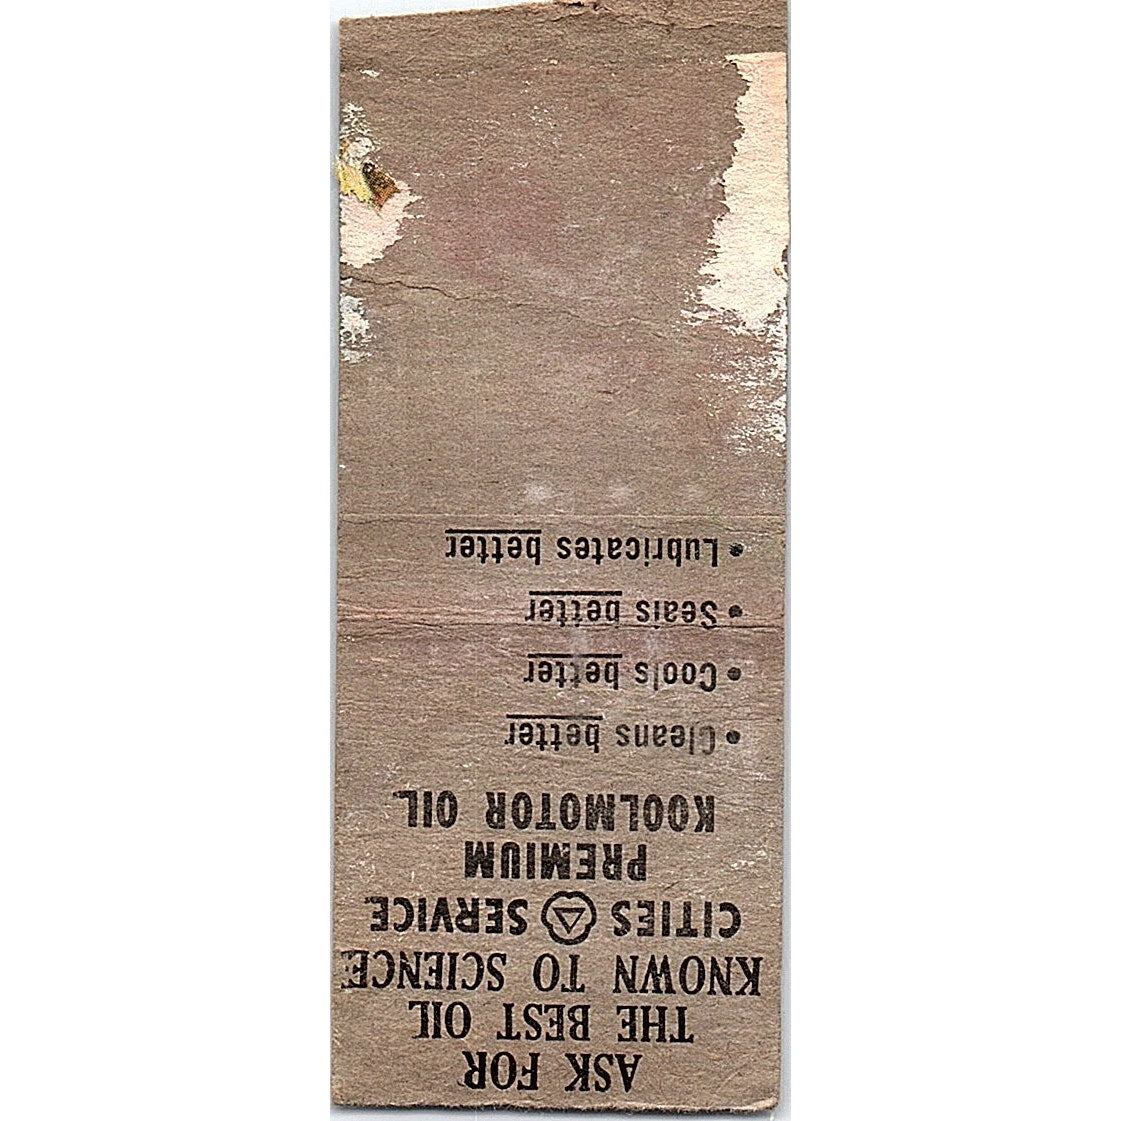 ASK FOR
THE BEST OIL
KNOWN TO SCIENCE
CITIES SERVICE
PREMIUM
KOOLMOTOR OIL
• Cleans better
• Cools better
• Seals better
• Lubricates better